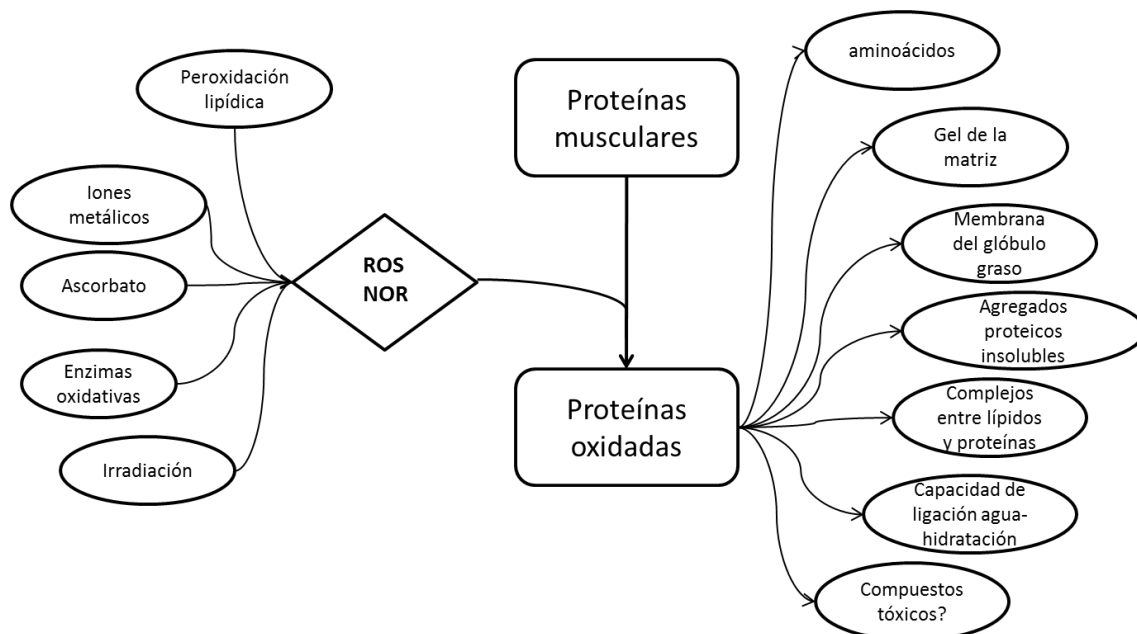 Peroxidación
lipídica
Iones
metálicos
Ascorbato
Enzimas
oxidativas
Irradiación
ROS
NOR
Proteínas
musculares
Proteínas
oxidadas
aminoácidos
Gel de la
matriz
Membrana
del glóbulo
graso
Agregados
proteicos
insolubles
Complejos
entre lípidos
y proteínas
Capacidad de
ligación agua-
hidratación
Compuestos
tóxicos?